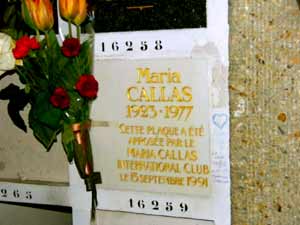 16258
Maria
CALLAS
1923 · 1977
CETTE PLAQUE A ÉTÉ
APPOSÉE PAR LE
MARIA CALLAS
INTERNATIONAL CLUB
LE 15 SEPTEMBRE 1991
265
16259